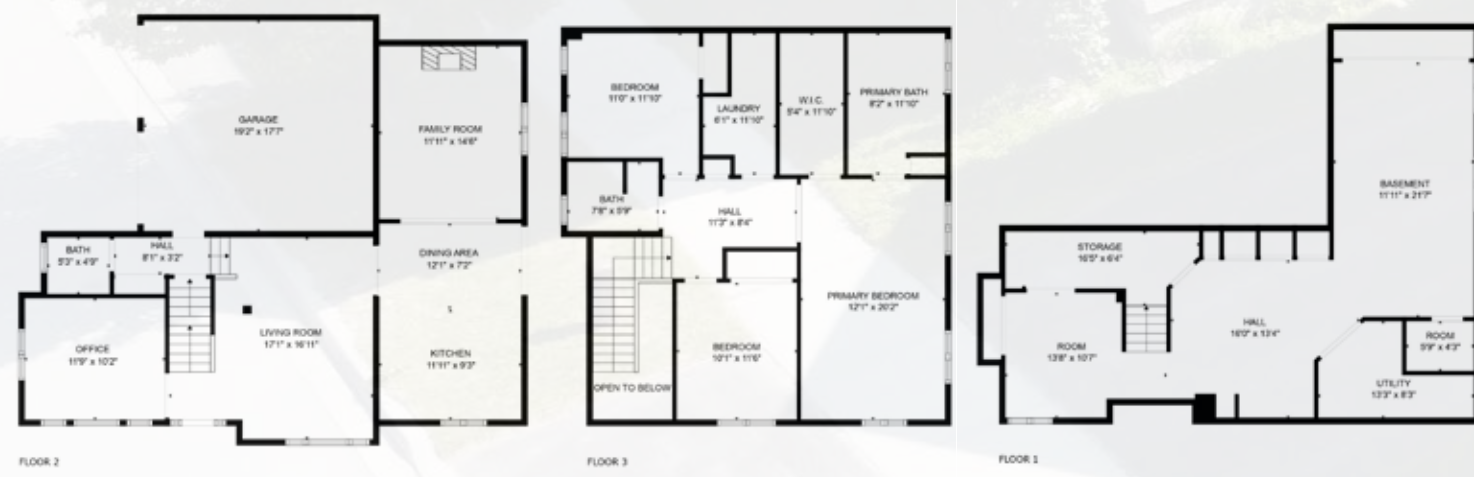 GARAGE
19'2" x 17'7"
FAMILY ROOM
11'11" x 14'6"
BATH
5'3" x 4'9"
HALL
8'1" x 3'2"
DINING AREA
12'1" x 7'2"
OFFICE
11'9" x 10'2"
LIVING ROOM
17'1" x 16'11"
KITCHEN
11'11" x 9'3"
FLOOR 2
BEDROOM
11'0" x 11'10"
LAUNDRY
6'1" x 11'10"
W.I.C.
5'4" x 11'10"
PRIMARY BATH
8'2" x 11'10"
BATH
7'8" x 5'9"
HALL
11'3" x 8'4"
PRIMARY BEDROOM
12'1" x 20'2"
BEDROOM
10'1" x 11'6"
OPEN TO BELOW
FLOOR 3
BASEMENT
11'11" x 21'7"
STORAGE
16'5" x 6'4"
HALL
16'0" x 13'4"
ROOM
13'8" x 10'7"
ROOM
5'9" x 4'3"
UTILITY
13'3" x 8'3"
FLOOR 1